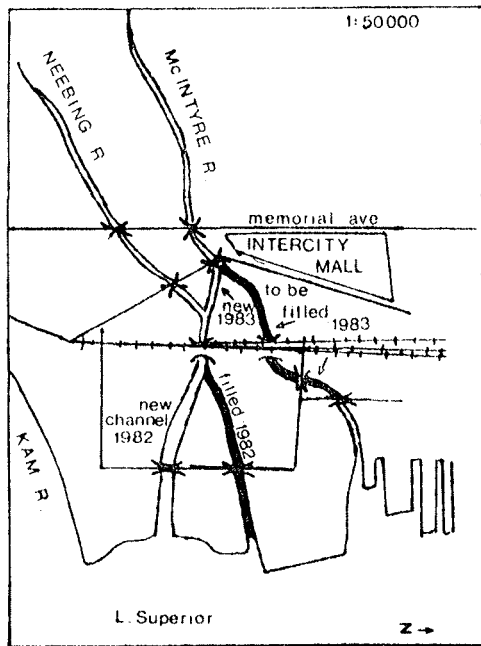 1:50000
NEEBING R.
McINTYRE R.
memorial ave
INTERCITY
MALL
to be
filled
1983
new
1983
new
channel
1982
filled 1982
KAM R.
L. Superior
Z →